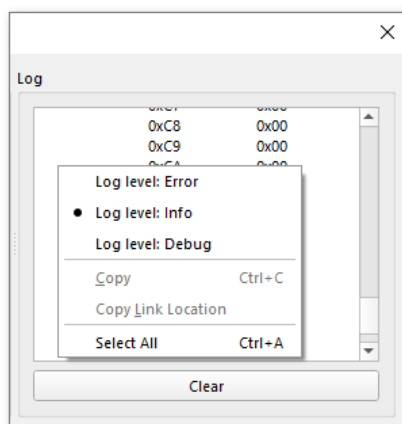 Log
0xC8 0x00
0xC9 0x00
Log level: Error
Log level: Info
Log level: Debug
Copy Ctrl+C
Copy Link Location
Select All Ctrl+A
Clear